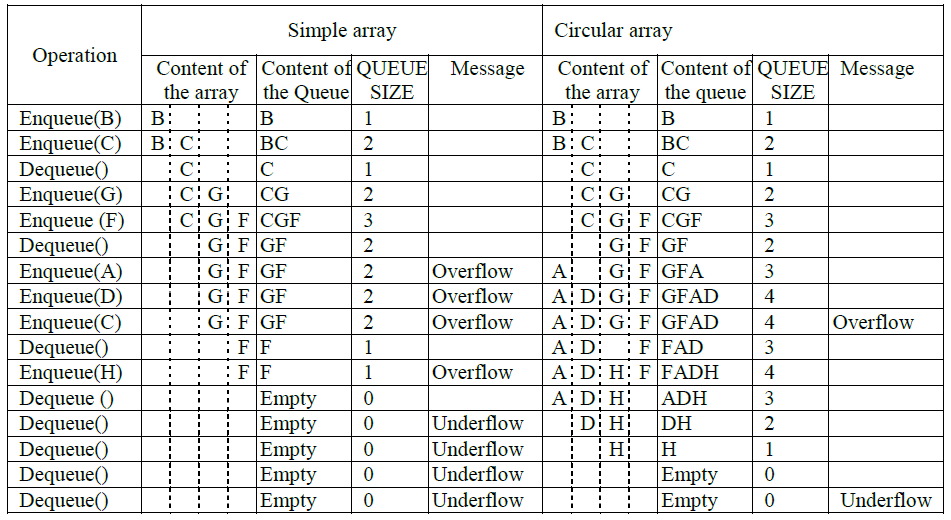 Operation Simple array Circular array
Content of the array Content of the Queue QUEUE SIZE Message Content of the array Content of the queue QUEUE SIZE Message
Enqueue(B) B B 1 B B 1
Enqueue(C) B C BC 2 B C BC 2
Dequeue() C C 1 C C 1
Enqueue(G) C G CG 2 C G CG 2
Enqueue (F) C G F CGF 3 C G F CGF 3
Dequeue() G F GF 2 G F GF 2
Enqueue(A) G F GF 2 Overflow A G F GFA 3
Enqueue(D) G F GF 2 Overflow A D G F GFAD 4
Enqueue(C) G F GF 2 Overflow A D G F GFAD 4 Overflow
Dequeue() F F 1 A D F FAD 3
Enqueue(H) F F 1 Overflow A D H F FADH 4
Dequeue () Empty 0 A D H ADH 3
Dequeue() Empty 0 Underflow D H DH 2
Dequeue() Empty 0 Underflow H H 1
Dequeue() Empty 0 Underflow Empty 0
Dequeue() Empty 0 Underflow Empty 0 Underflow